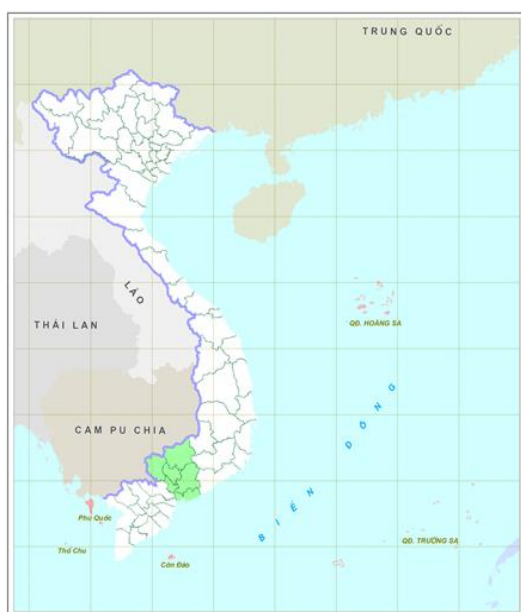 TRUNG QUỐC
LÀO
QĐ. HOÀNG SA
THÁI LAN
CAM PU CHIA
BIỂN ĐÔNG
Phú Quốc
QĐ. TRƯỜNG SA
Thổ Chu
Côn Đảo